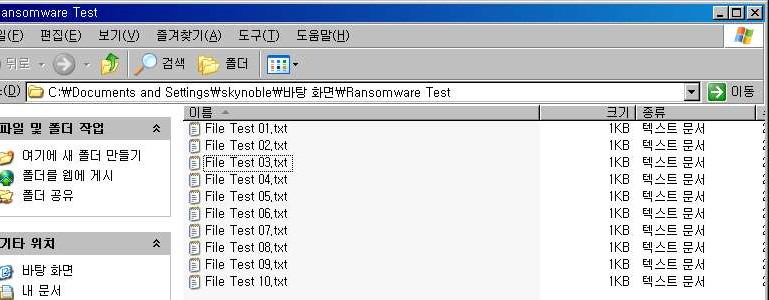 ansomware Test
일(F) 편집(E) 보기(V) 즐겨찾기(A) 도구(T) 도움말(H)
뒤로 검색 폴더
(D) C:₩Documents and Settings₩skynoble₩바탕 화면₩Ransomware Test 이동
파일 및 폴더 작업
여기에 새 폴더 만들기
폴더를 웹에 게시
폴더 공유
기타 위치
바탕 화면
내 문서
이름 크기 종류
File Test 01.txt 1KB 텍스트 문서
File Test 02.txt 1KB 텍스트 문서
File Test 03.txt 1KB 텍스트 문서
File Test 04.txt 1KB 텍스트 문서
File Test 05.txt 1KB 텍스트 문서
File Test 06.txt 1KB 텍스트 문서
File Test 07.txt 1KB 텍스트 문서
File Test 08.txt 1KB 텍스트 문서
File Test 09.txt 1KB 텍스트 문서
File Test 10.txt 1KB 텍스트 문서